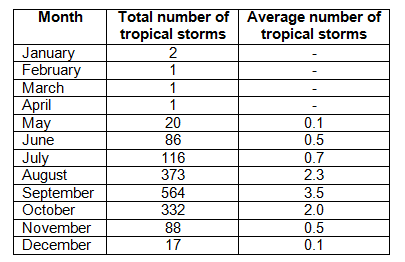 Month Total number of tropical storms Average number of tropical storms
January 2 -
February 1 -
March 1 -
April 1 -
May 20 0.1
June 86 0.5
July 116 0.7
August 373 2.3
September 564 3.5
October 332 2.0
November 88 0.5
December 17 0.1